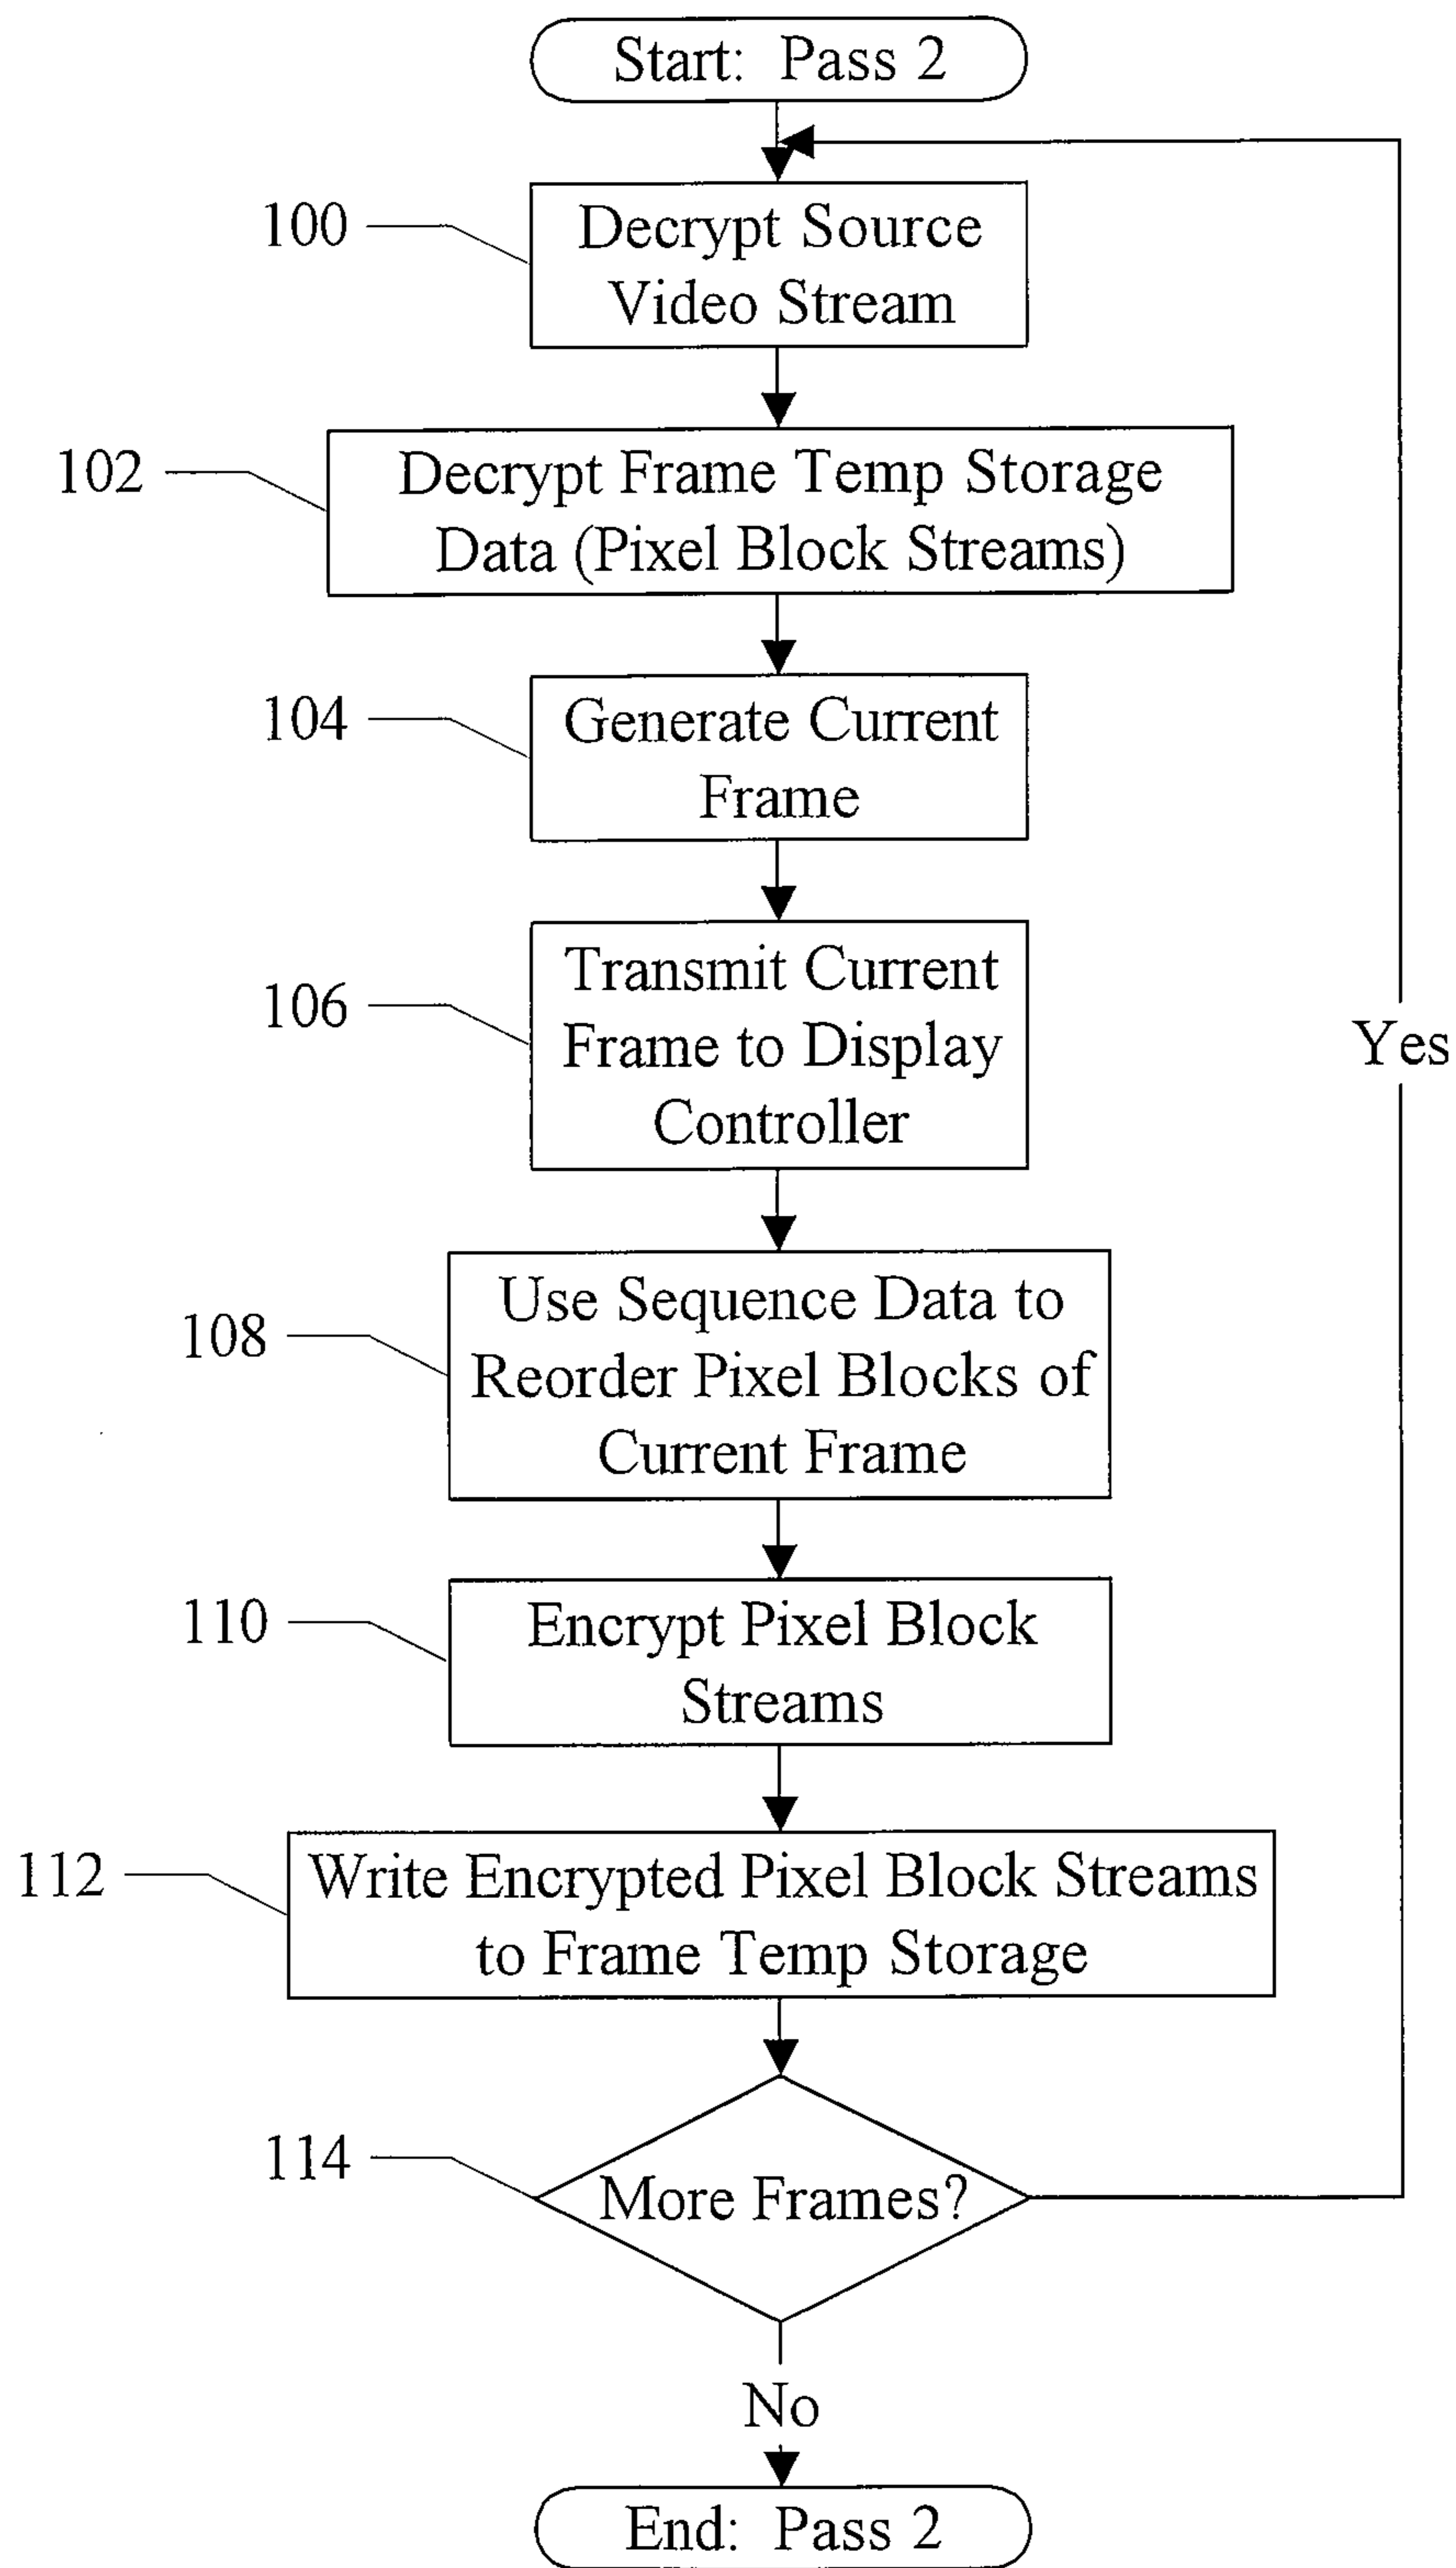 Start: Pass 2
100
Decrypt Source
Video Stream
102
Decrypt Frame Temp Storage
Data (Pixel Block Streams)
104
Generate Current
Frame
106
Transmit Current
Frame to Display
Controller
Yes
108
Use Sequence Data to
Reorder Pixel Blocks of
Current Frame
110
Encrypt Pixel Block
Streams
112
Write Encrypted Pixel Block Streams
to Frame Temp Storage
114
More Frames?
No
End: Pass 2